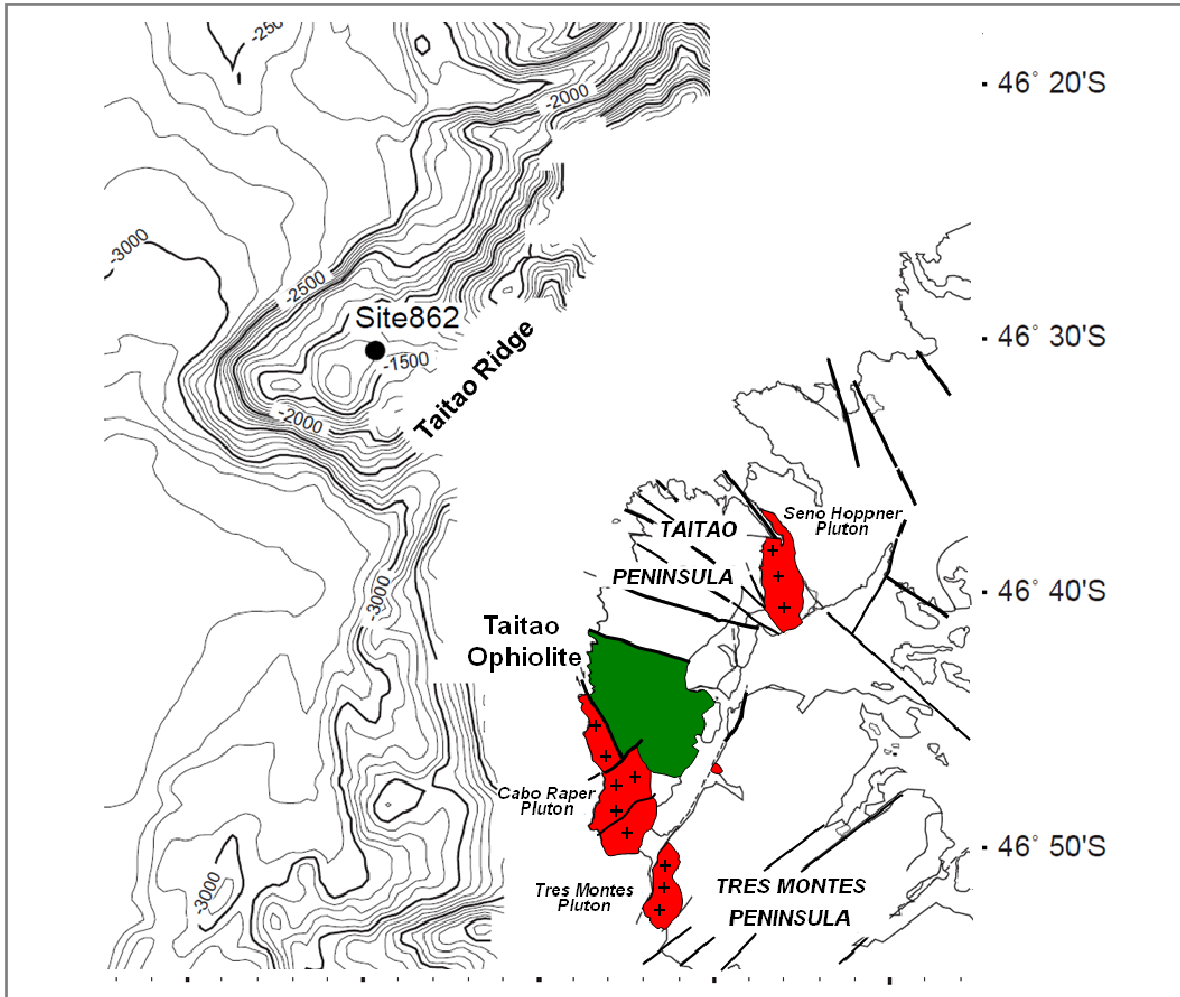 -250
-2000
46° 20'S
-3000
-2500
Site862
-1500
46° 30'S
Taitao Ridge
-2000
Seno Hoppner
Pluton
TAITAO
PENINSULA
-3000
46° 40'S
Taitao
Ophiolite
Cabo Raper
Pluton
46° 50'S
-3000
Tres Montes
Pluton
TRES MONTES
PENINSULA